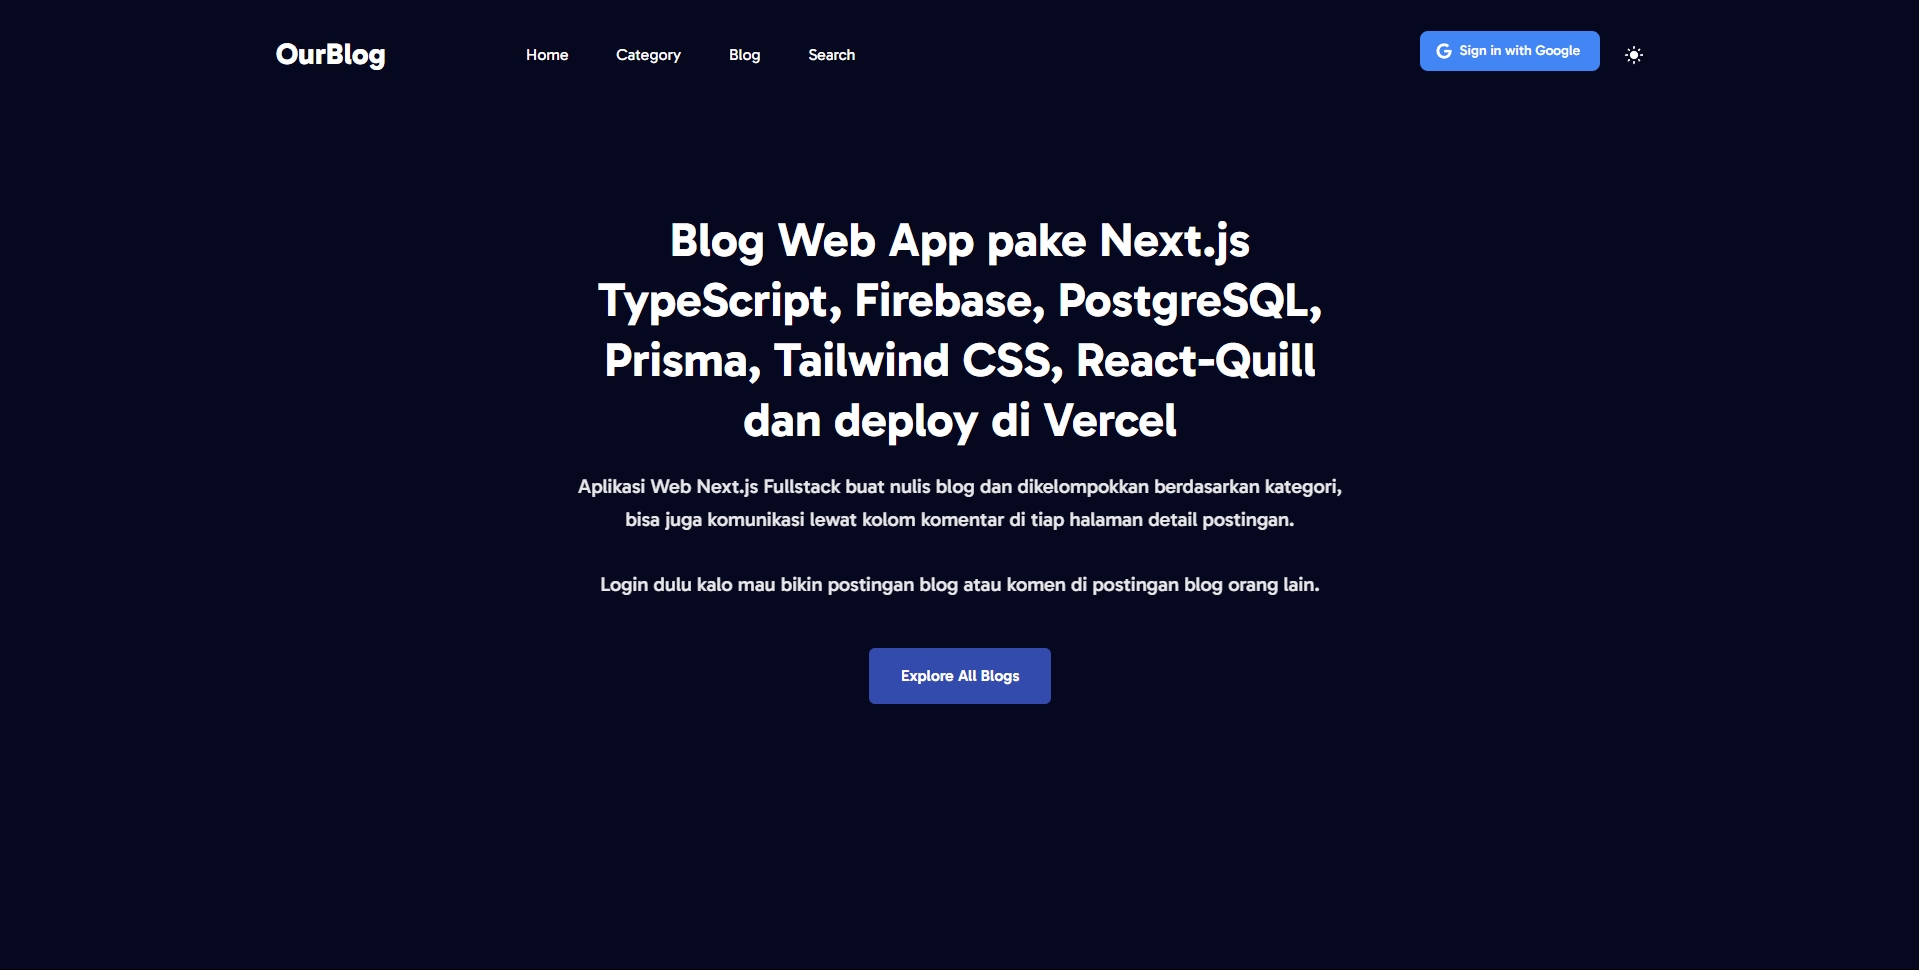 OurBlog
Home
Category
Blog
Search
Sign in with Google
Blog Web App pake Next.js
TypeScript, Firebase, PostgreSQL,
Prisma, Tailwind CSS, React-Quill
dan deploy di Vercel
Aplikasi Web Next.js Fullstack buat nulis blog dan dikelompokkan berdasarkan kategori,
bisa juga komunikasi lewat kolom komentar di tiap halaman detail postingan.
Login dulu kalo mau bikin postingan blog atau komen di postingan blog orang lain.
Explore All Blogs